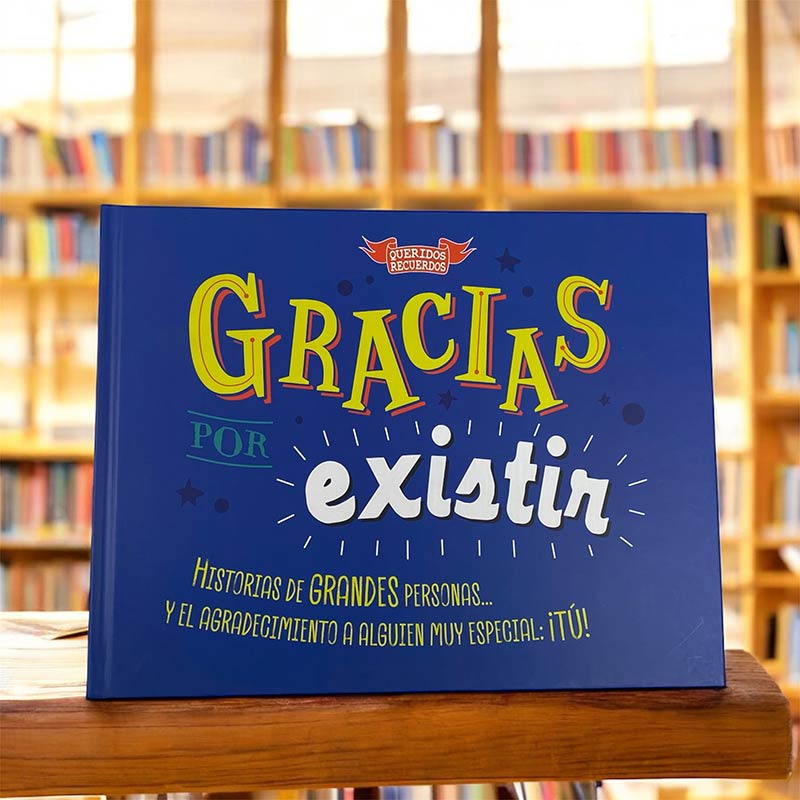 QUERIDOS
RECUERDOS
GRACIAS
POR
existir
HISTORIAS DE GRANDES PERSONAS...
Y EL AGRADECIMIENTO A ALGUIEN MUY ESPECIAL: ¡TÚ!